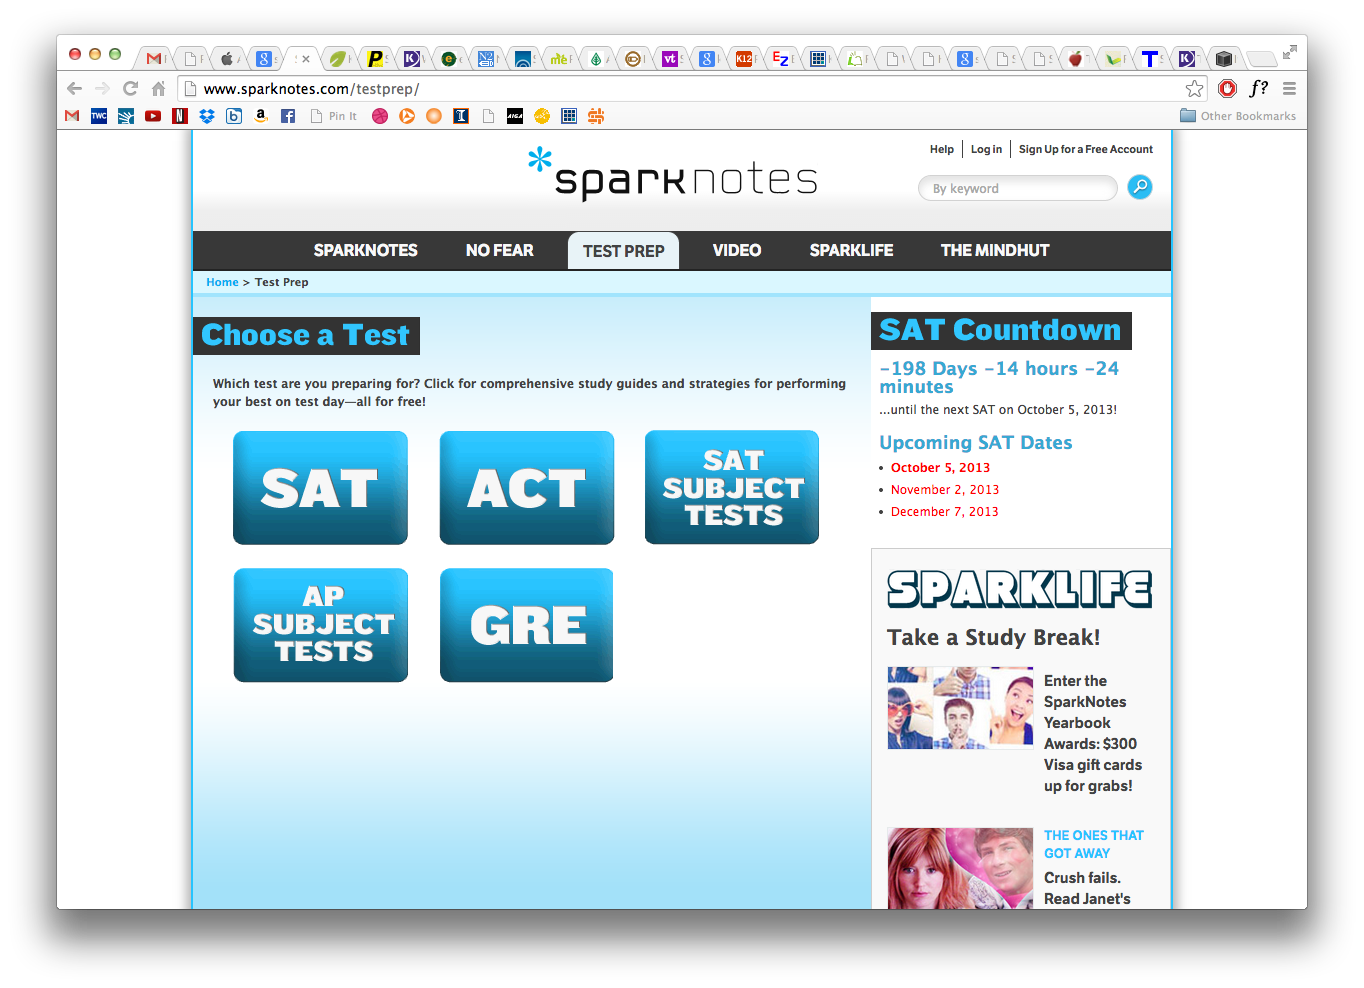 www.sparknotes.com/testprep/
Pin It
Other Bookmarks
Help
Log in
Sign Up for a Free Account
*sparknotes
By keyword
SPARKNOTES
NO FEAR
TEST PREP
VIDEO
SPARKLIFE
THE MINDHUT
Home > Test Prep
Choose a Test
Which test are you preparing for? Click for comprehensive study guides and strategies for performing
your best on test day—all for free!
SAT
ACT
SAT
SUBJECT
TESTS
AP
SUBJECT
TESTS
GRE
SAT Countdown
-198 Days -14 hours -24
minutes
...until the next SAT on October 5, 2013!
Upcoming SAT Dates
• October 5, 2013
• November 2, 2013
• December 7, 2013
SPARKLIFE
Take a Study Break!
Enter the
SparkNotes
Yearbook
Awards: $300
Visa gift cards
up for grabs!
THE ONES THAT
GOT AWAY
Crush fails.
Read Janet's